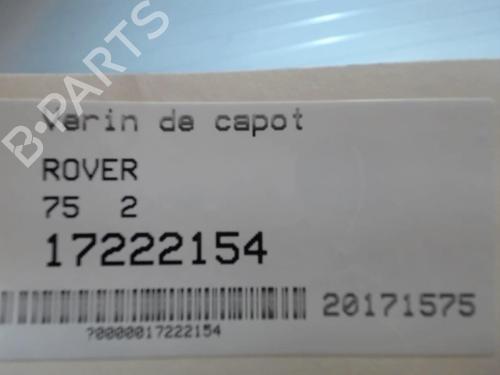 B-PARTS
Verin de capot
ROVER
75 2
17222154
20171575
?0000017222154